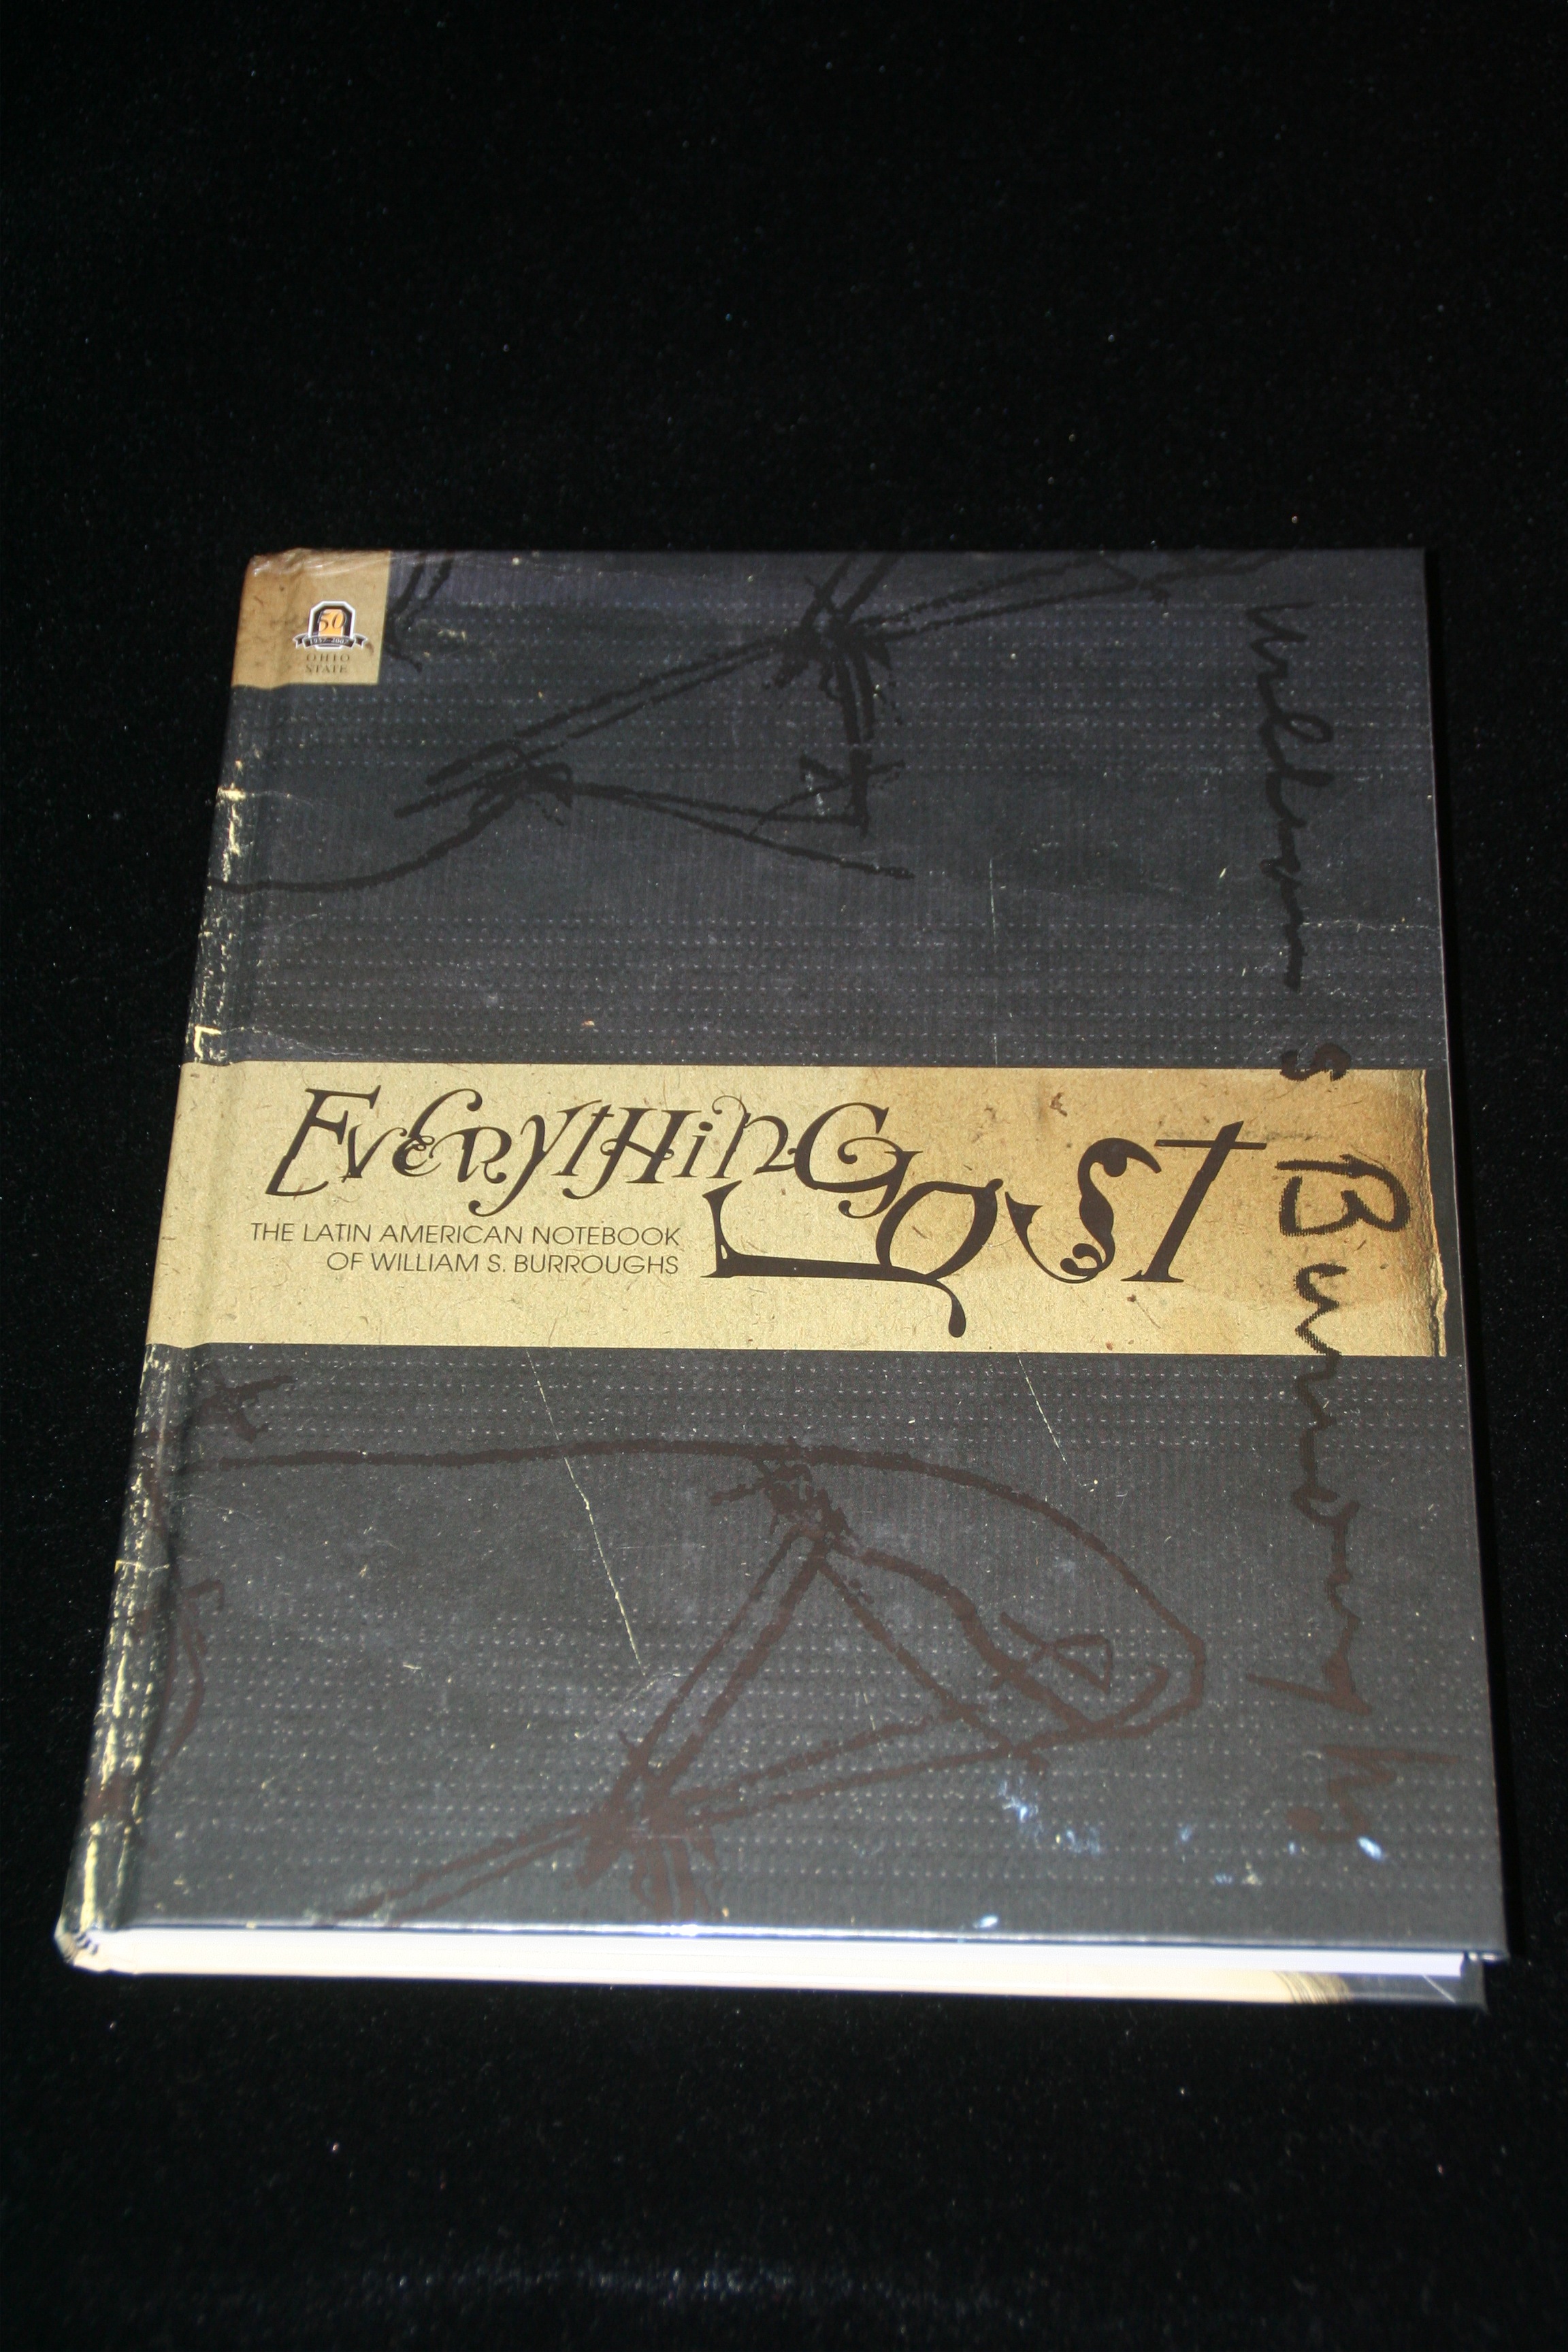 50
1957 2007
OHIO
STATE
EVERYTHING
LOST
THE LATIN AMERICAN NOTEBOOK
OF WILLIAM S. BURROUGHS
William S Burroughs